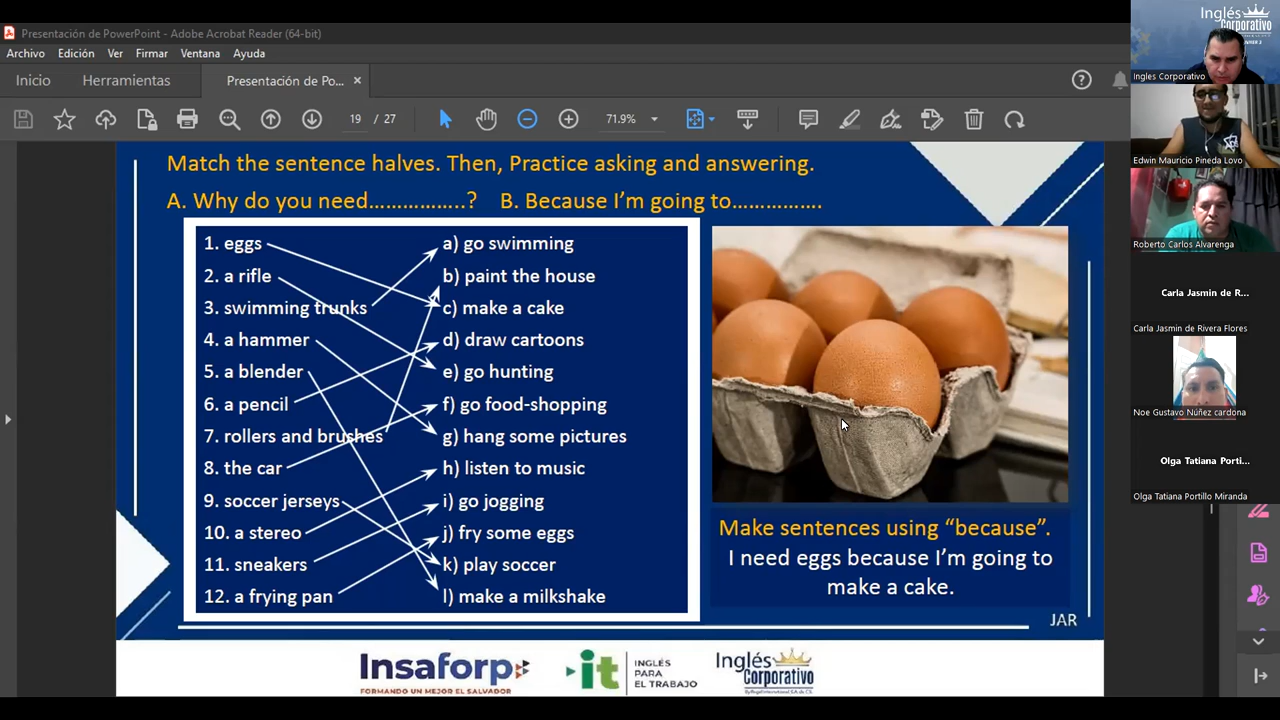 Presentación de PowerPoint - Adobe Acrobat Reader (64-bit)
Archivo Edición Ver Firmar Ventana Ayuda
Inicio Herramientas Presentación de Po... ×
19 / 27 71.9%
Match the sentence halves. Then, Practice asking and answering.
A. Why do you need……………..? B. Because I'm going to…………….
1. eggs
2. a rifle
3. swimming trunks
4. a hammer
5. a blender
6. a pencil
7. rollers and brushes
8. the car
9. soccer jerseys
10. a stereo
11. sneakers
12. a frying pan
a) go swimming
b) paint the house
c) make a cake
d) draw cartoons
e) go hunting
f) go food-shopping
g) hang some pictures
h) listen to music
i) go jogging
j) fry some eggs
k) play soccer
l) make a milkshake
Make sentences using “because”.
I need eggs because I'm going to
make a cake.
JAR
Insaforp
FORMANDO UN MEJOR EL SALVADOR
it INGLÉS
PARA
EL TRABAJO
Inglés
Corporativo
Inglés
Corporativo
Ingles Corporativo
Edwin Mauricio Pineda Lovo
Roberto Carlos Alvarenga
Carla Jasmin de R...
Carla Jasmin de Rivera Flores
Noe Gustavo Núñez cardona
Olga Tatiana Porti...
Olga Tatiana Portillo Miranda